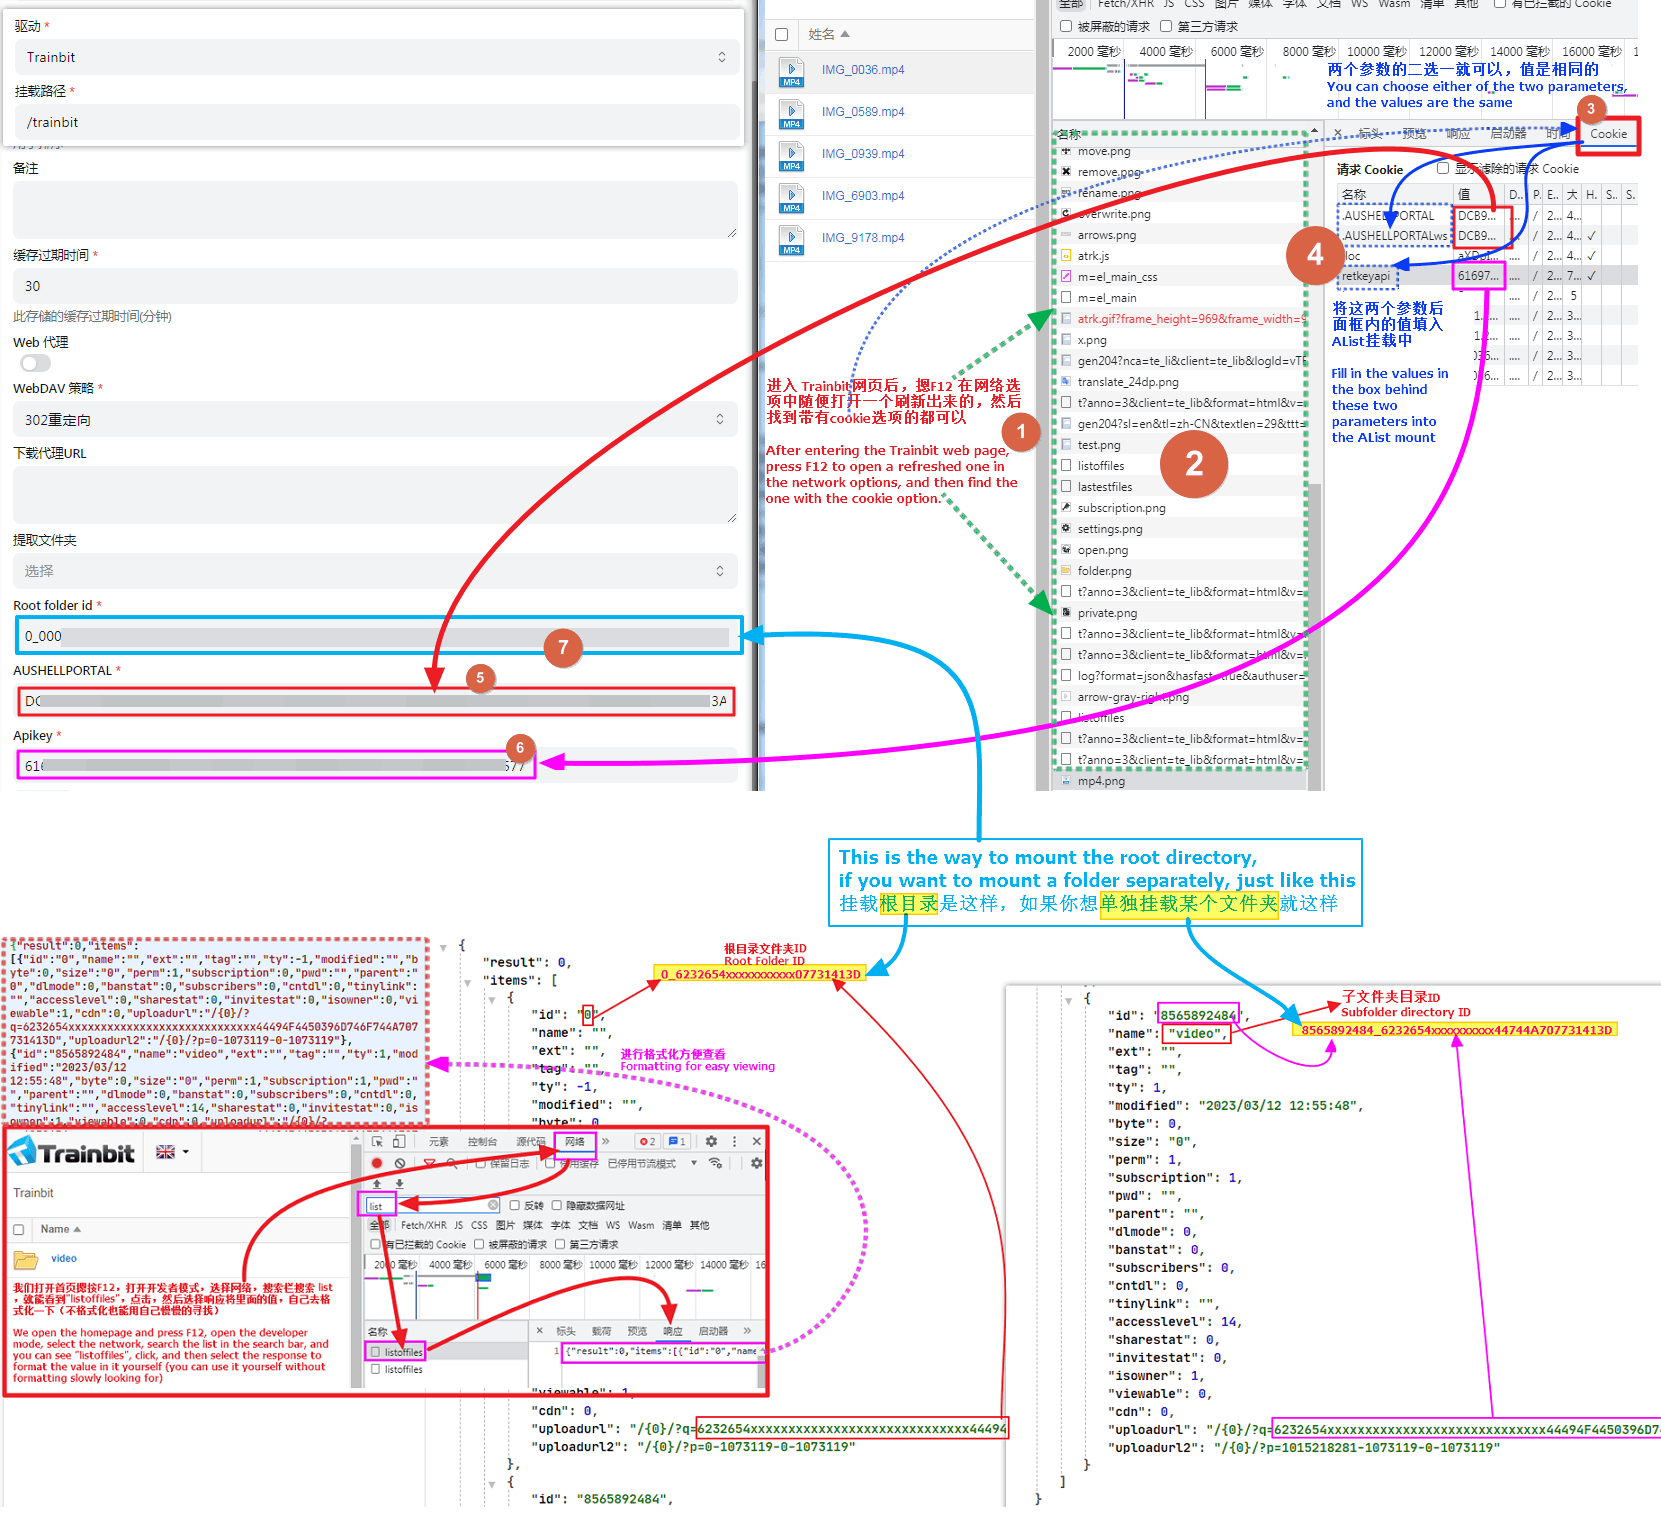 驱动 *
Trainbit
挂载路径 *
/trainbit
备注
缓存过期时间 *
30
此存储的缓存过期时间(分钟)
Web 代理
WebDAV 策略 *
302重定向
下载代理URL
提取文件夹
选择
Root folder id *
0_000
7
AUSHELLPORTAL *
5
DC
3A
Apikey *
6
616
577
姓名
IMG_0036.mp4
IMG_0589.mp4
IMG_0939.mp4
IMG_6903.mp4
IMG_9178.mp4
进入 Trainbit网页后，摁F12 在网络选
项中随便打开一个刷新出来的，然后
找到带有cookie选项的都可以
1
After entering the Trainbit web page,
press F12 to open a refreshed one in
the network options, and then find the
one with the cookie option.
全部 Fetch/XHR JS CSS 图片 媒体 字体 文档 WS Wasm 清单 其他 有已拦截的 Cookie
被屏蔽的请求 第三方请求
2000 毫秒 4000 毫秒 6000 毫秒 8000 毫秒 10000 毫秒 12000 毫秒 14000 毫秒 16000 毫秒
两个参数的二选一就可以，值是相同的
You can choose either of the two parameters,
and the values are the same
3
名称
move.png
remove.png
rename.png
overwrite.png
arrows.png
atrk.js
m=el_main_css
m=el_main
atrk.gif?frame_height=969&frame_width=9
x.png
gen204?nca=te_li&client=te_lib&logId=vTE
translate_24dp.png
t?anno=3&client=te_lib&format=html&v=
gen204?sl=en&tl=zh-CN&textlen=29&ttt=
test.png
listoffiles
lastestfiles
2
subscription.png
settings.png
open.png
folder.png
t?anno=3&client=te_lib&format=html&v=
private.png
t?anno=3&client=te_lib&format=html&v=
t?anno=3&client=te_lib&format=html&v=
log?format=json&hasfast=true&authuser=
arrow-gray-right.png
listoffiles
t?anno=3&client=te_lib&format=html&v=
t?anno=3&client=te_lib&format=html&v=
mp4.png
× 标头 预览 响应 启动器 时间 Cookie
请求 Cookie 显示滤除的请求 Cookie
名称 值 D.. P. E.. 大 H. S.. S.
.AUSHELLPORTAL DCB9... .... / 2... 4...
.AUSHELLPORTALws DCB9... .... / 2... 4... ✓
4
retkeyapi 61697... .... / 2... 7... ✓
将这两个参数后
面框内的值填入
AList挂载中
Fill in the values in
the box behind
these two
parameters into
the AList mount
This is the way to mount the root directory,
if you want to mount a folder separately, just like this
挂载根目录是这样，如果你想单独挂载某个文件夹就这样
{"result":0,"items":
[{"id":"0","name":"","ext":"","tag":"","ty":-1,"modified":"","b
yte":0,"size":"0","perm":1,"subscription":0,"pwd":"","parent":"
0","dlmode":0,"banstat":0,"subscribers":0,"cntdl":0,"tinylink":
"","accesslevel":0,"sharestat":0,"invitestat":0,"isowner":0,"vi
ewable":1,"cdn":0,"uploadurl":"/{0}/?
q=6232654xxxxxxxxxxxxxxxxxxxxxxxxxxxxx44494F4450396D746F744A707
731413D","uploadurl2":"/{0}/?p=0-1073119-0-1073119"},
{"id":"8565892484","name":"video","ext":"","tag":"","ty":1,"mod
ified":"2023/03/12
12:55:48","byte":0,"size":"0","perm":1,"subscription":1,"pwd":"
","parent":"","dlmode":0,"banstat":0,"subscribers":0,"cntdl":0,
"tinylink":"","accesslevel":14,"sharestat":0,"invitestat":0,"is
owner":1,"viewable":0,"cdn":0,"uploadurl":"/{0}/?
{
"result": 0,
"items": [
{
"id": "0",
"name": "",
"ext": "",
"tag": "",
"ty": -1,
"modified": "",
"byte": 0,
根目录文件夹ID
Root Folder ID
0_6232654xxxxxxxxxxx07731413D
进行格式化方便查看
Formatting for easy viewing
Trainbit
Trainbit
Name
video
我们打开首页摁按F12，打开开发者模式，选择网络，搜索栏搜索 list
，就能看到"listoffiles"，点击，然后选择响应将里面的值，自己去格
式化一下（不格式化也能用自己慢慢的寻找）
We open the homepage and press F12, open the developer
mode, select the network, search the list in the search bar, and
you can see "listoffiles", click, and then select the response to
format the value in it yourself (you can use it yourself without
formatting slowly looking for)
元素 控制台 源代码 网络 » 2 1
保留日志 停用缓存 已停用节流模式
list 反转 隐藏数据网址
全部 Fetch/XHR JS CSS 图片 媒体 字体 文档 WS Wasm 清单 其他
有已拦截的 Cookie 被屏蔽的请求 第三方请求
2000 毫秒 4000 毫秒 6000 毫秒 8000 毫秒 10000 毫秒 12000 毫秒 14000 毫秒 16
名称 × 标头 载荷 预览 响应 启动器 »
listoffiles 1 {"result":0,"items":[{"id":"0","name
listoffiles
"viewable": 1,
"cdn": 0,
"uploadurl": "/{0}/?q=6232654xxxxxxxxxxxxxxxxxxxxxxxxxxxxx44494
"uploadurl2": "/{0}/?p=0-1073119-0-1073119"
},
{
"id": "8565892484",
{
"id": "8565892484",
"name": "video",
"ext": "",
"tag": "",
"ty": 1,
"modified": "2023/03/12 12:55:48",
"byte": 0,
"size": "0",
"perm": 1,
"subscription": 1,
"pwd": "",
"parent": "",
"dlmode": 0,
"banstat": 0,
"subscribers": 0,
"cntdl": 0,
"tinylink": "",
"accesslevel": 14,
"sharestat": 0,
"invitestat": 0,
"isowner": 1,
"viewable": 0,
"cdn": 0,
"uploadurl": "/{0}/?q=6232654xxxxxxxxxxxxxxxxxxxxxxxxxxxxx44494F4450396D74
"uploadurl2": "/{0}/?p=1015218281-1073119-0-1073119"
}
]
}
子文件夹目录ID
Subfolder directory ID
8565892484_6232654xxxxxxxxxx44744A707731413D